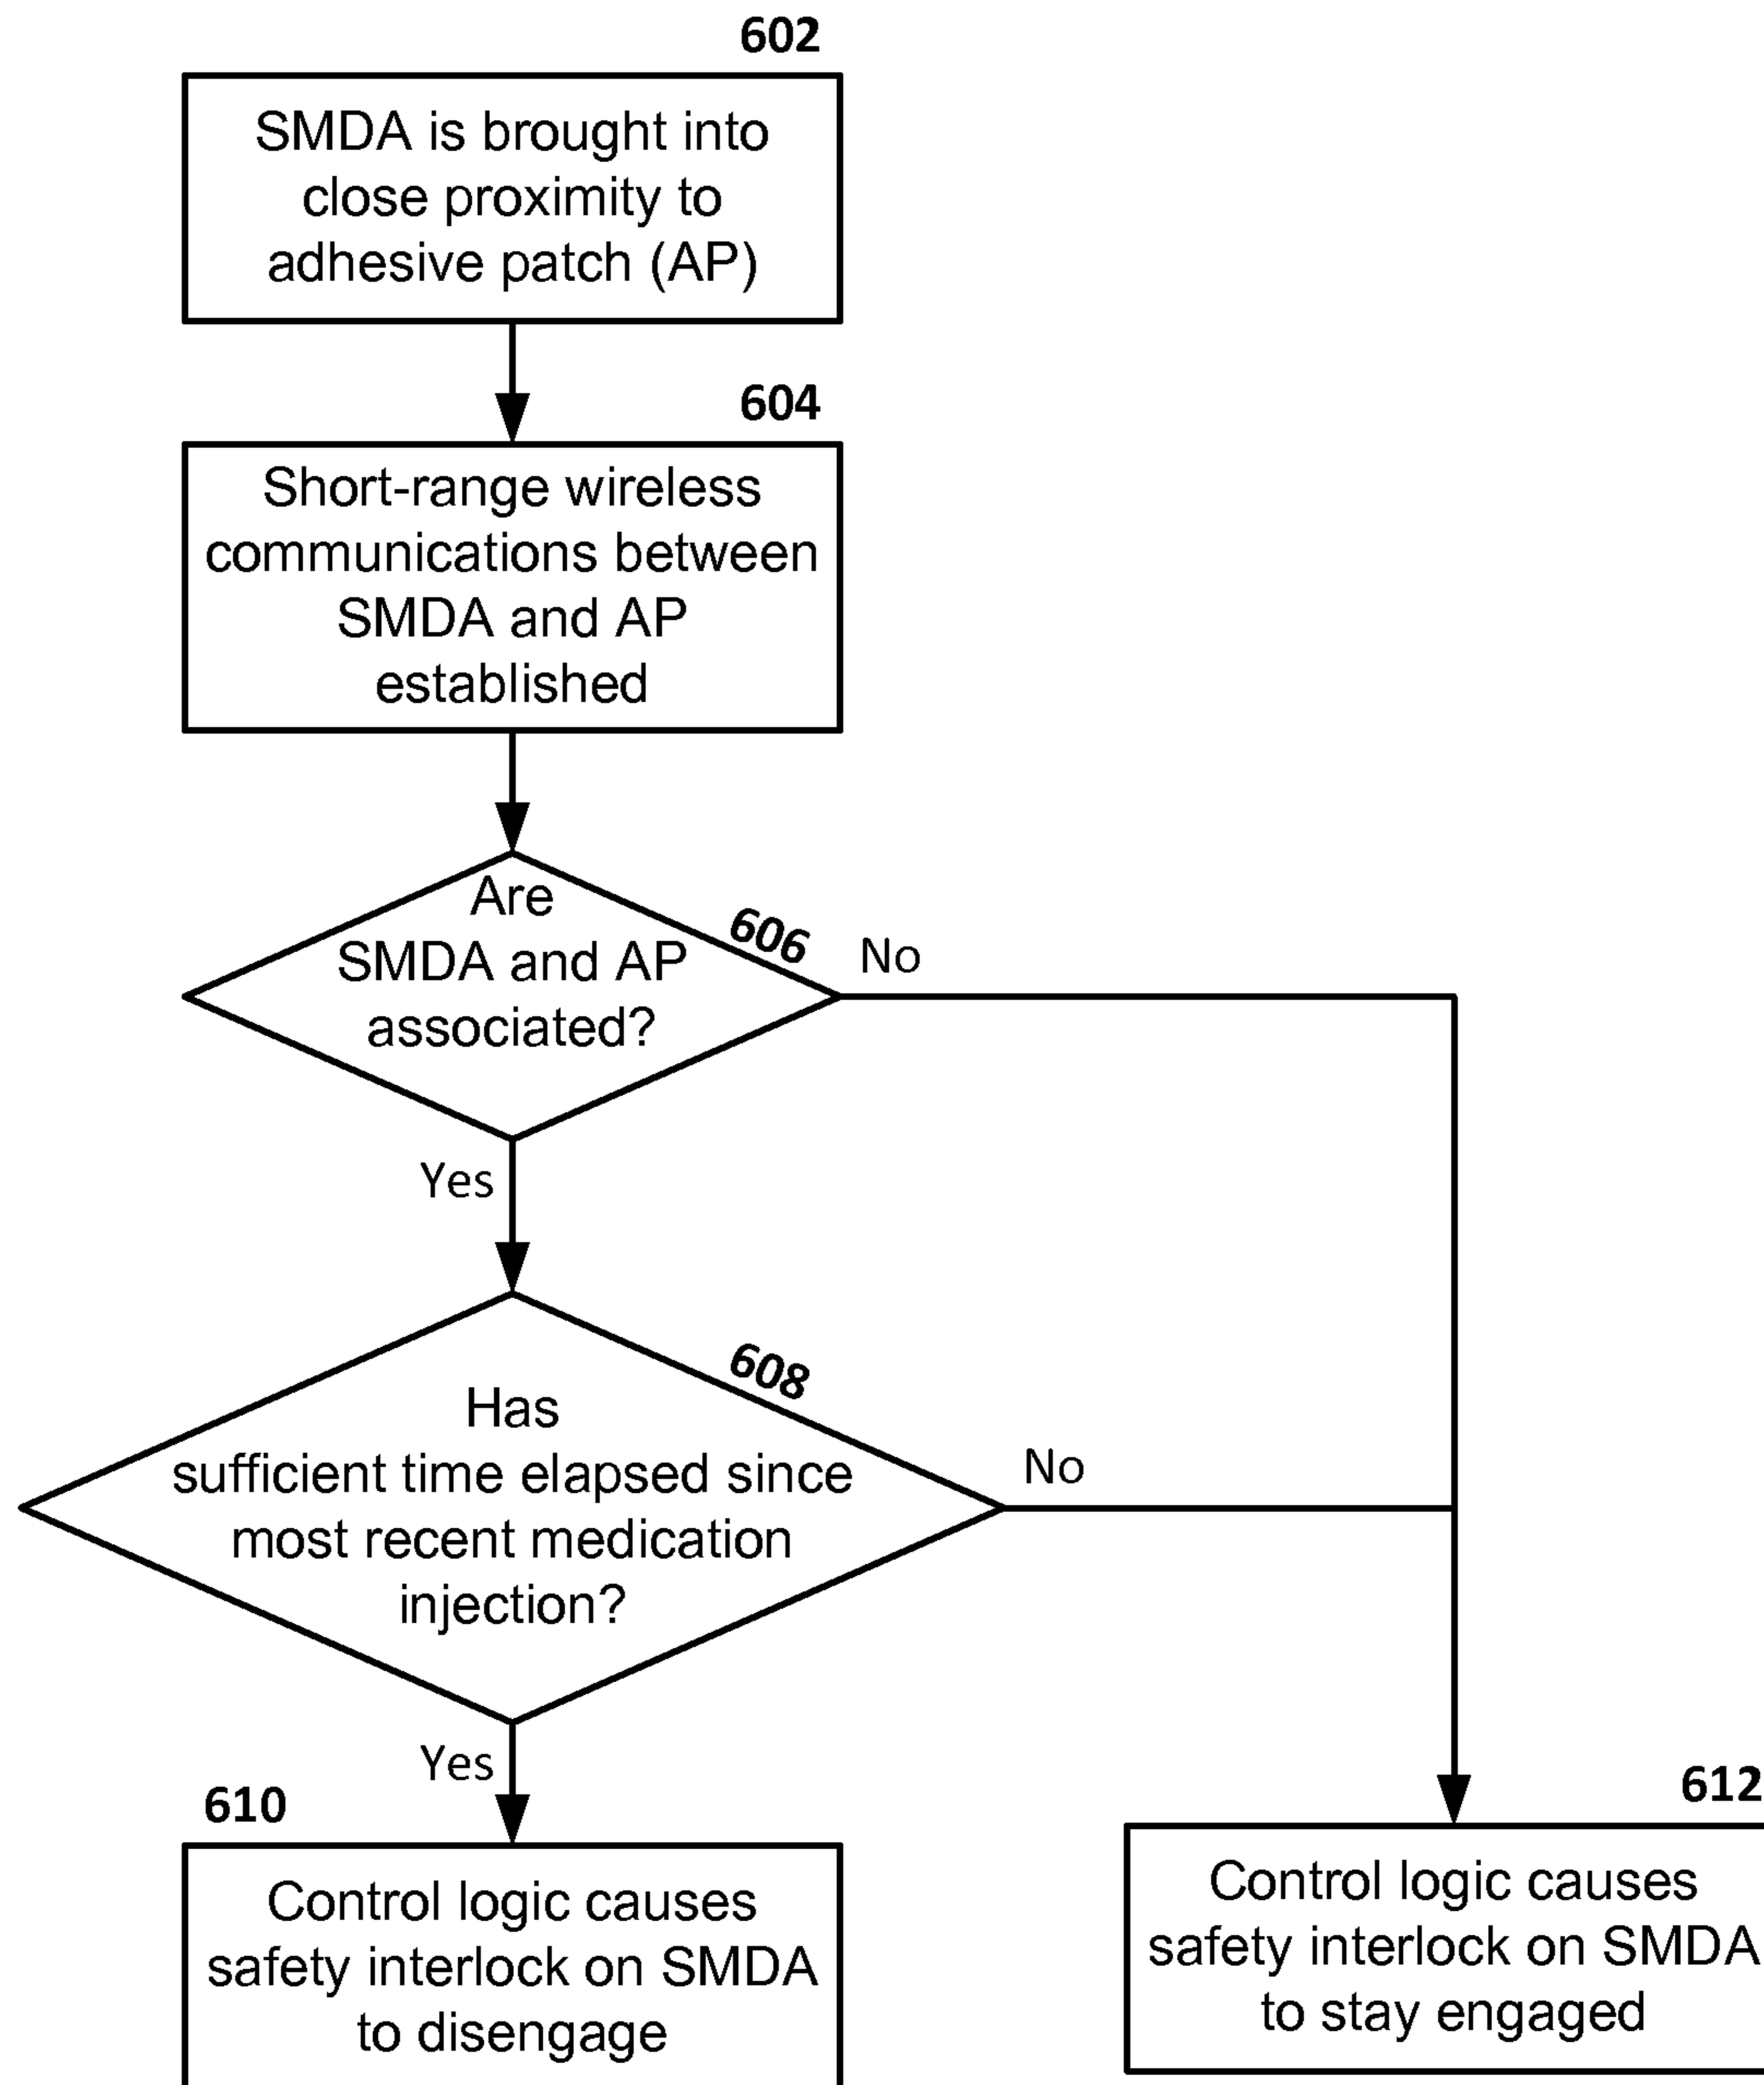 602
SMDA is brought into
close proximity to
adhesive patch (AP)
604
Short-range wireless
communications between
SMDA and AP
established
Are
SMDA and AP
associated?
606
No
Yes
Has
sufficient time elapsed since
most recent medication
injection?
608
No
Yes
610
Control logic causes
safety interlock on SMDA
to disengage
612
Control logic causes
safety interlock on SMDA
to stay engaged